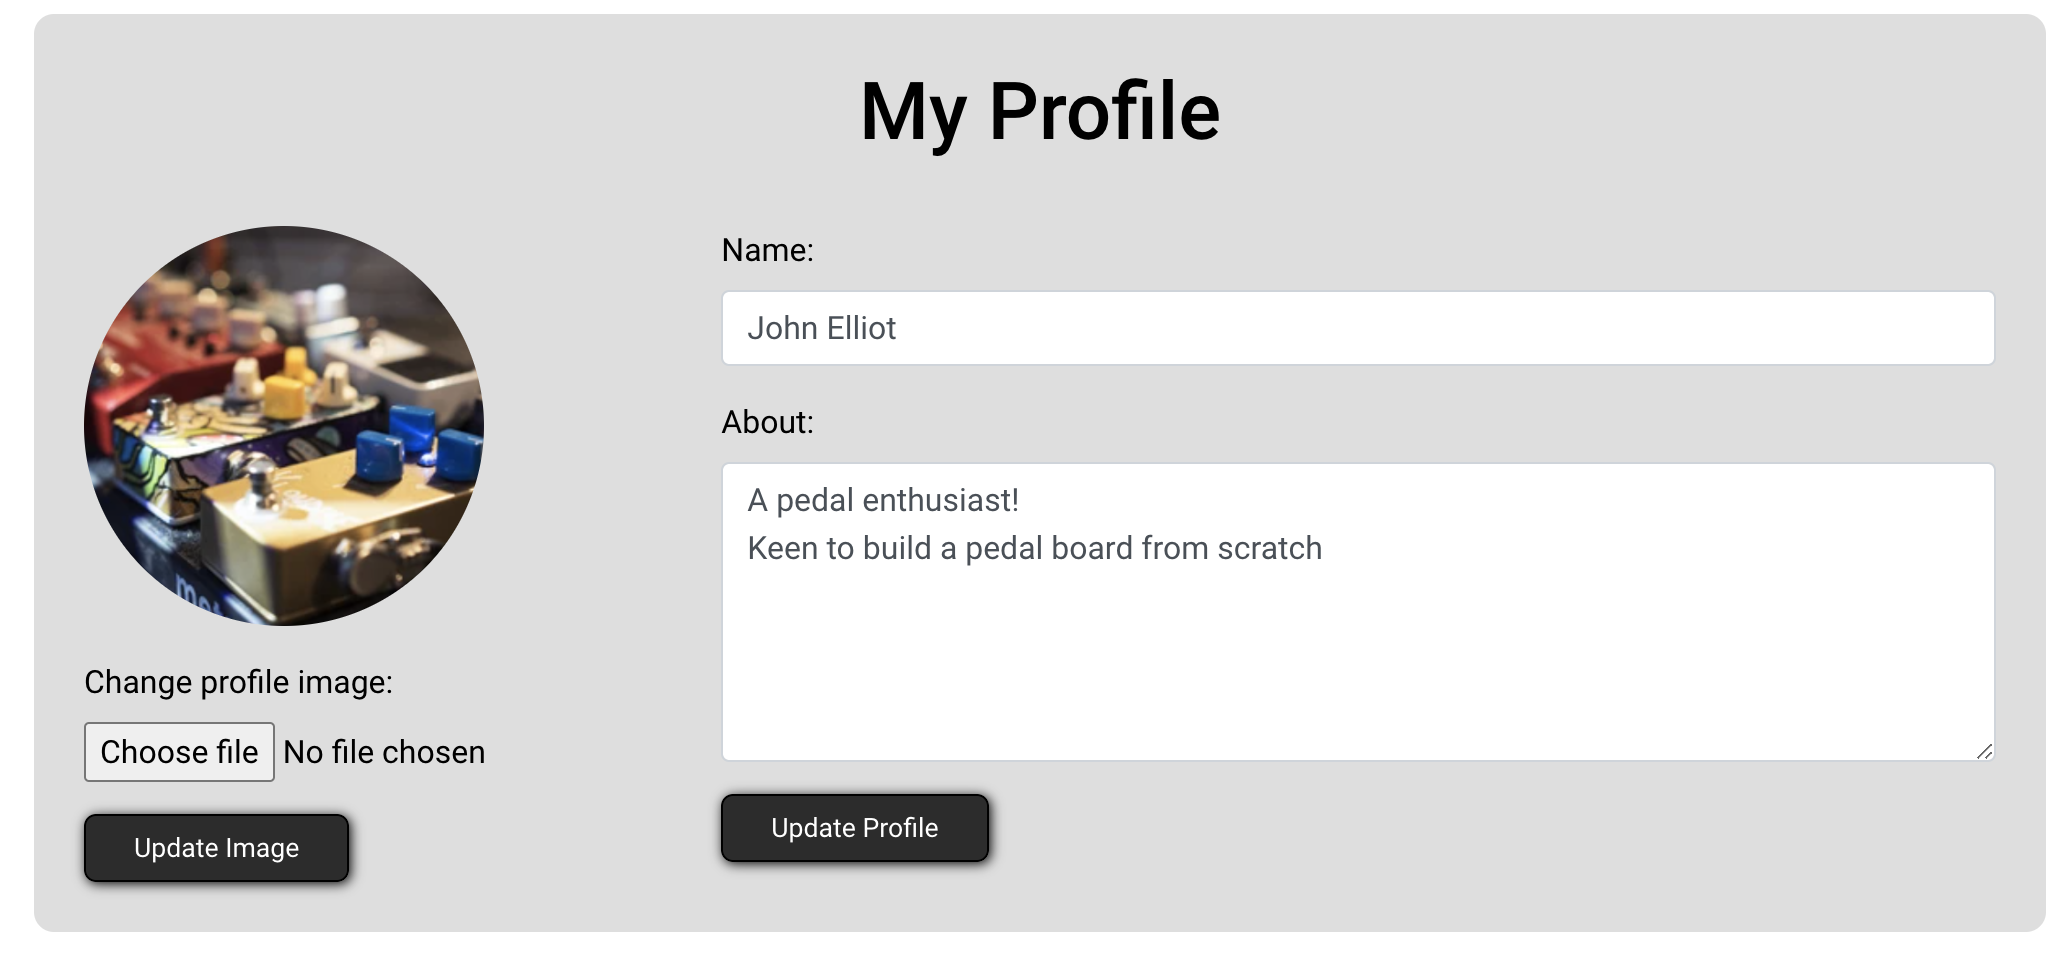 My Profile
Change profile image:
Choose file No file chosen
Update Image
Name:
John Elliot
About:
A pedal enthusiast!
Keen to build a pedal board from scratch
Update Profile